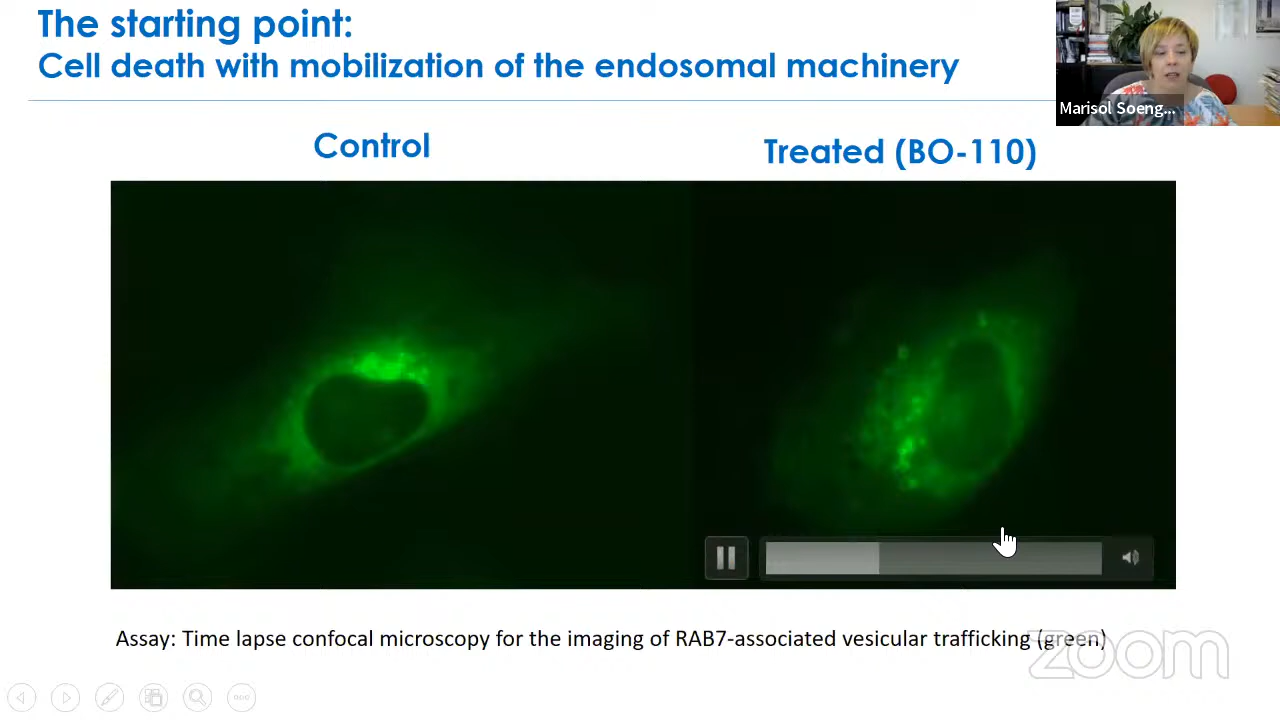 The starting point:
Cell death with mobilization of the endosomal machinery
Marisol Soeng...
Control
Treated (BO-110)
Assay: Time lapse confocal microscopy for the imaging of RAB7-associated vesicular trafficking (green)
zoom